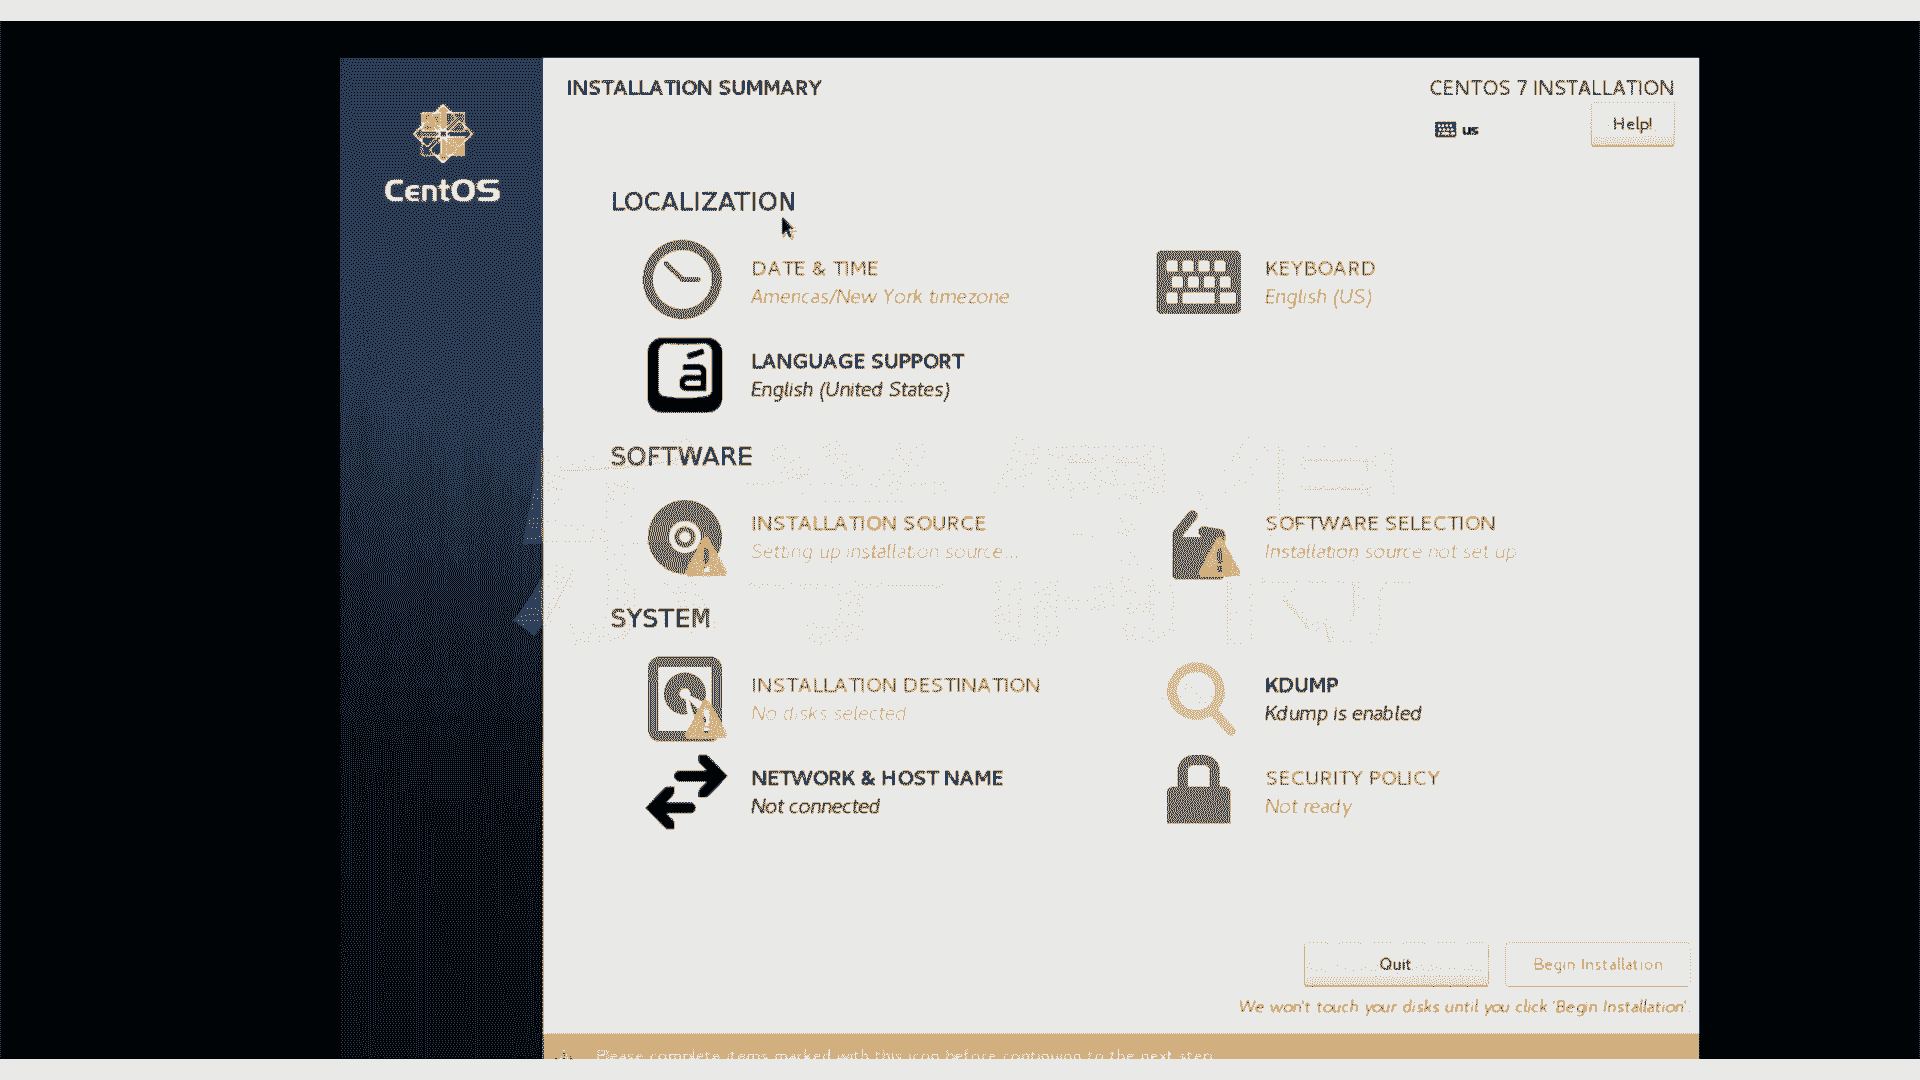 INSTALLATION SUMMARY
CENTOS 7 INSTALLATION
us
Help!
CentOS
LOCALIZATION
DATE & TIME
Americas/New York timezone
KEYBOARD
English (US)
LANGUAGE SUPPORT
English (United States)
SOFTWARE
INSTALLATION SOURCE
Setting up installation source...
SOFTWARE SELECTION
Installation source not set up
SYSTEM
INSTALLATION DESTINATION
No disks selected
KDUMP
Kdump is enabled
NETWORK & HOST NAME
Not connected
SECURITY POLICY
Not ready
Quit
Begin Installation
We won't touch your disks until you click 'Begin Installation'.
Please complete items marked with this icon before continuing to the next step.